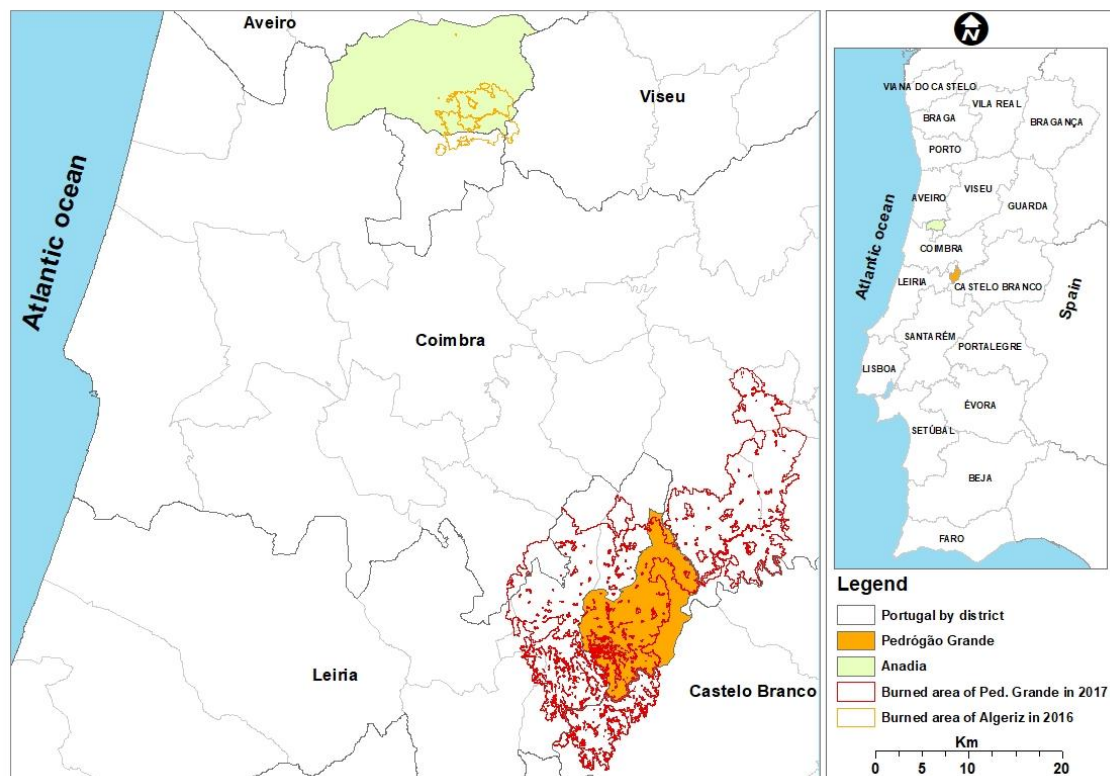 Aveiro
Viseu
Atlantic ocean
Coimbra
Leiria
Castelo Branco
N
VIANA DO CASTELO
VILA REAL
BRAGANÇA
BRAGA
PORTO
AVEIRO
VISEU
GUARDA
COIMBRA
Atlantic ocean
LEIRIA
CASTELO BRANCO
Spain
SANTARÉM
PORTALEGRE
LISBOA
ÉVORA
SETÚBAL
BEJA
FARO
Legend
Portugal by district
Pedrógão Grande
Anadia
Burned area of Ped. Grande in 2017
Burned area of Algeriz in 2016
Km
0 5 10 20